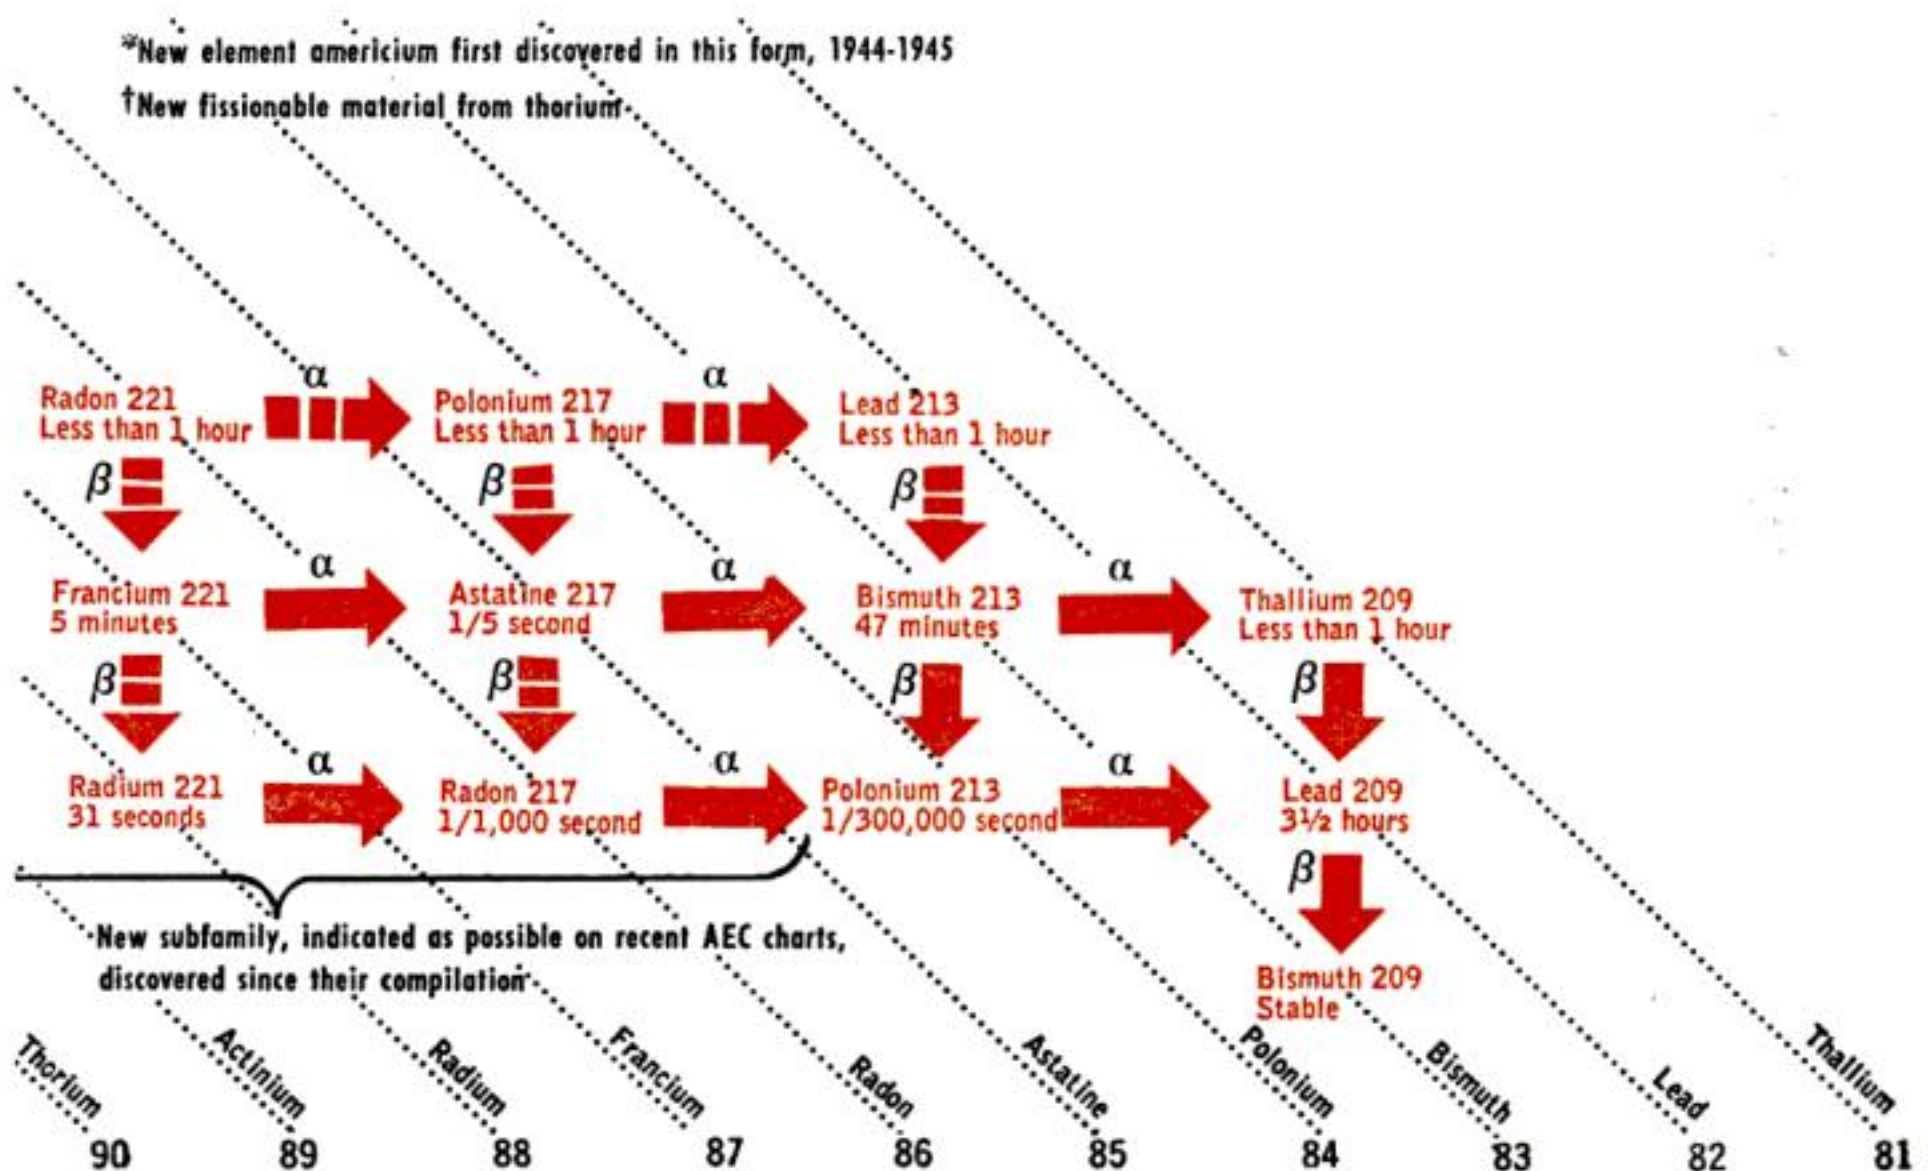 *New element americium first discovered in this form, 1944-1945
†New fissionable material from thorium
α
α
Radon 221
Less than 1 hour
Polonium 217
Less than 1 hour
Lead 213
Less than 1 hour
β
β
β
α
α
α
Francium 221
5 minutes
Astatine 217
1/5 second
Bismuth 213
47 minutes
Thallium 209
Less than 1 hour
β
β
β
β
α
α
α
Radium 221
31 seconds
Radon 217
1/1,000 second
Polonium 213
1/300,000 second
Lead 209
3½ hours
β
New subfamily, indicated as possible on recent AEC charts,
discovered since their compilation
Bismuth 209
Stable
Thorium
Actinium
Radium
Francium
Radon
Astatine
Polonium
Bismuth
Lead
Thallium
90
89
88
87
86
85
84
83
82
81